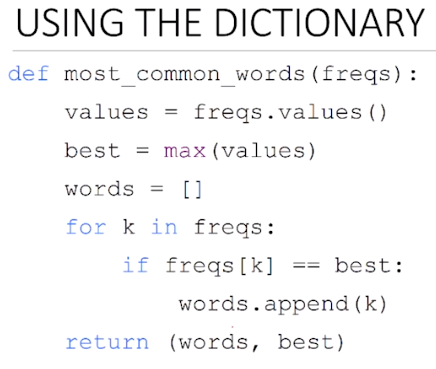 USING THE DICTIONARY
def most_common_words(freqs):
    values = freqs.values()
    best = max(values)
    words = []
    for k in freqs:
        if freqs[k] == best:
            words.append(k)
    return (words, best)